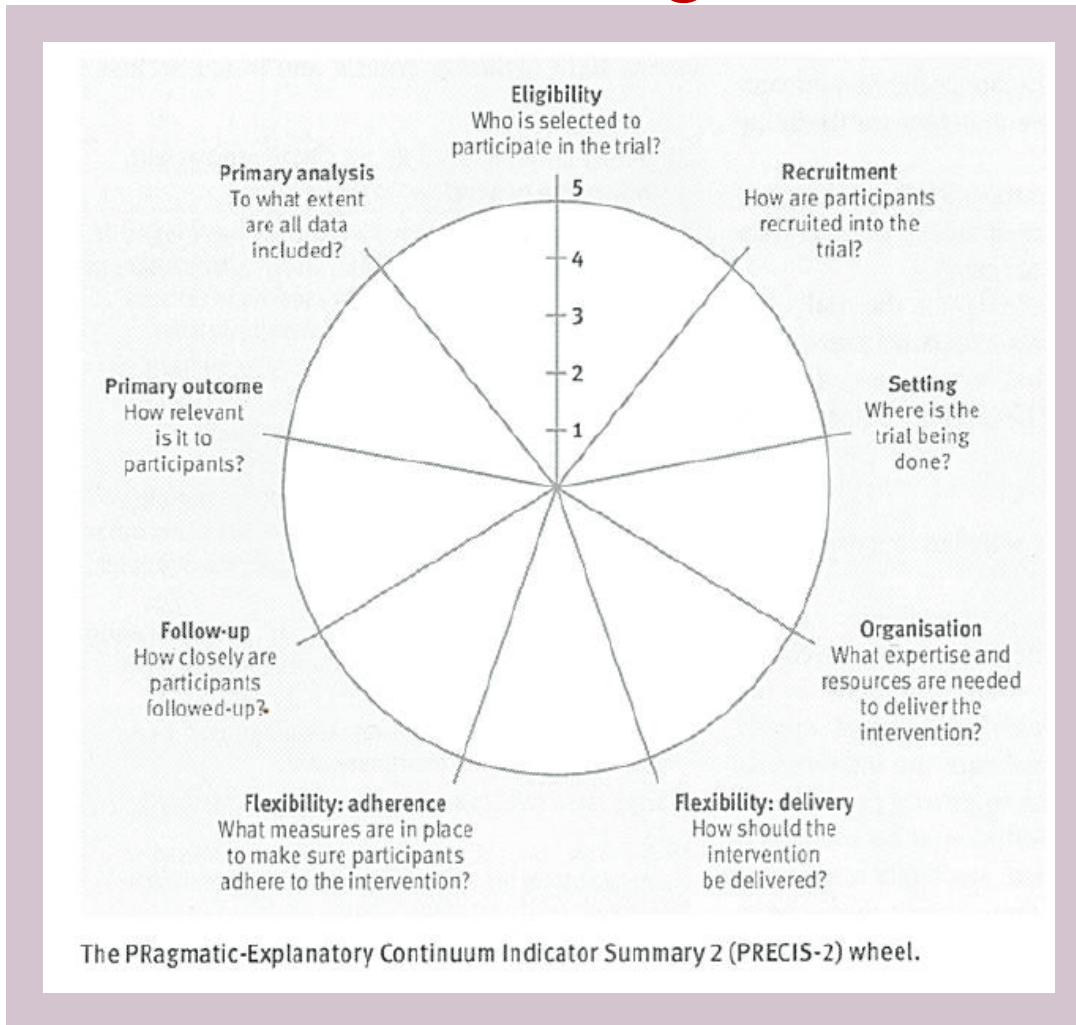 Eligibility
Who is selected to
participate in the trial?
Primary analysis
To what extent
are all data
included?
Recruitment
How are participants
recruited into the
trial?
5
4
3
2
1
Primary outcome
How relevant
is it to
participants?
Setting
Where is the
trial being
done?
Follow-up
How closely are
participants
followed-up?
Organisation
What expertise and
resources are needed
to deliver the
intervention?
Flexibility: adherence
What measures are in place
to make sure participants
adhere to the intervention?
Flexibility: delivery
How should the
intervention
be delivered?
The PRagmatic-Explanatory Continuum Indicator Summary 2 (PRECIS-2) wheel.